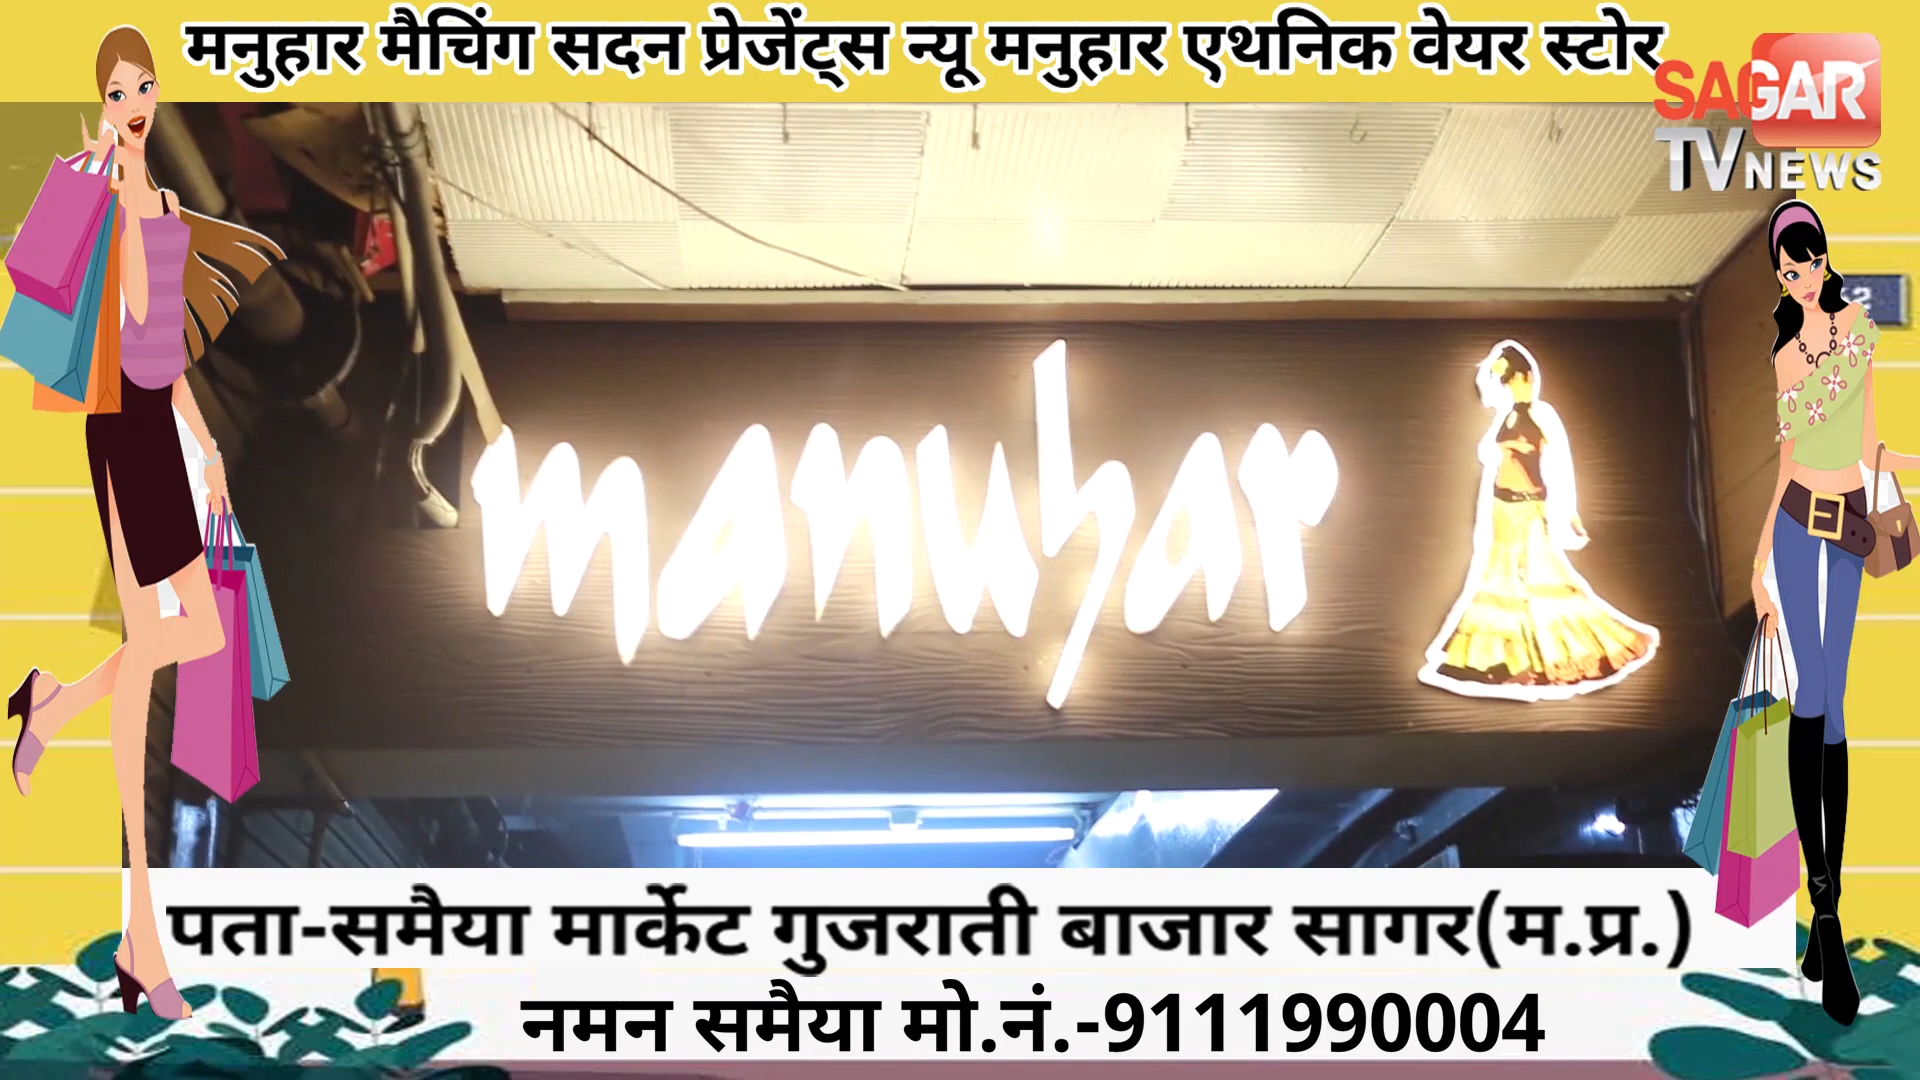 मनुहार मैचिंग सदन प्रेजेंट्स न्यू मनुहार एथनिक वेयर स्टोर
SAGAR
TV NEWS
manuhar
पता-समैया मार्केट गुजराती बाजार सागर(म.प्र.)
नमन समैया मो.नं.-9111990004